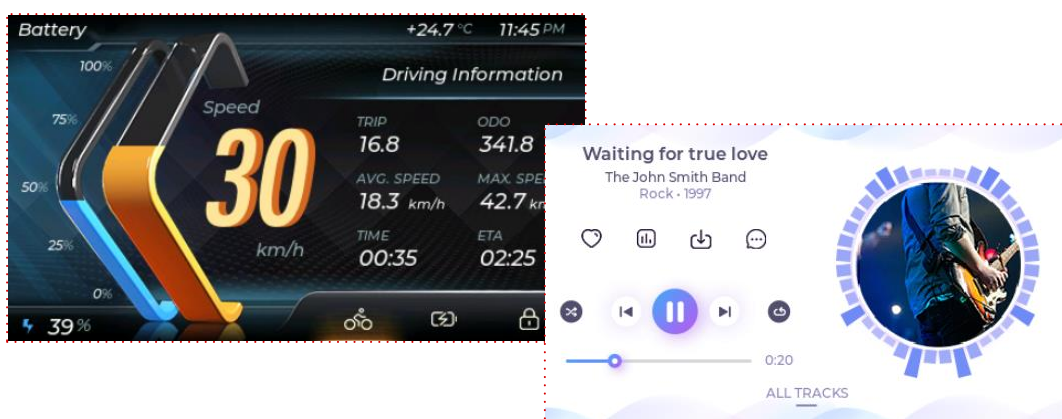 Battery
+24.7 °C 11:45 PM
100%
Driving Information
Speed
75%
TRIP
16.8
ODO
341.8
30
50%
AVG. SPEED
18.3 km/h
MAX.
42.7
25%
km/h
TIME
00:35
ETA
02:25
0%
39%
Waiting for true love
The John Smith Band
Rock • 1997
0:20
ALL TRACKS